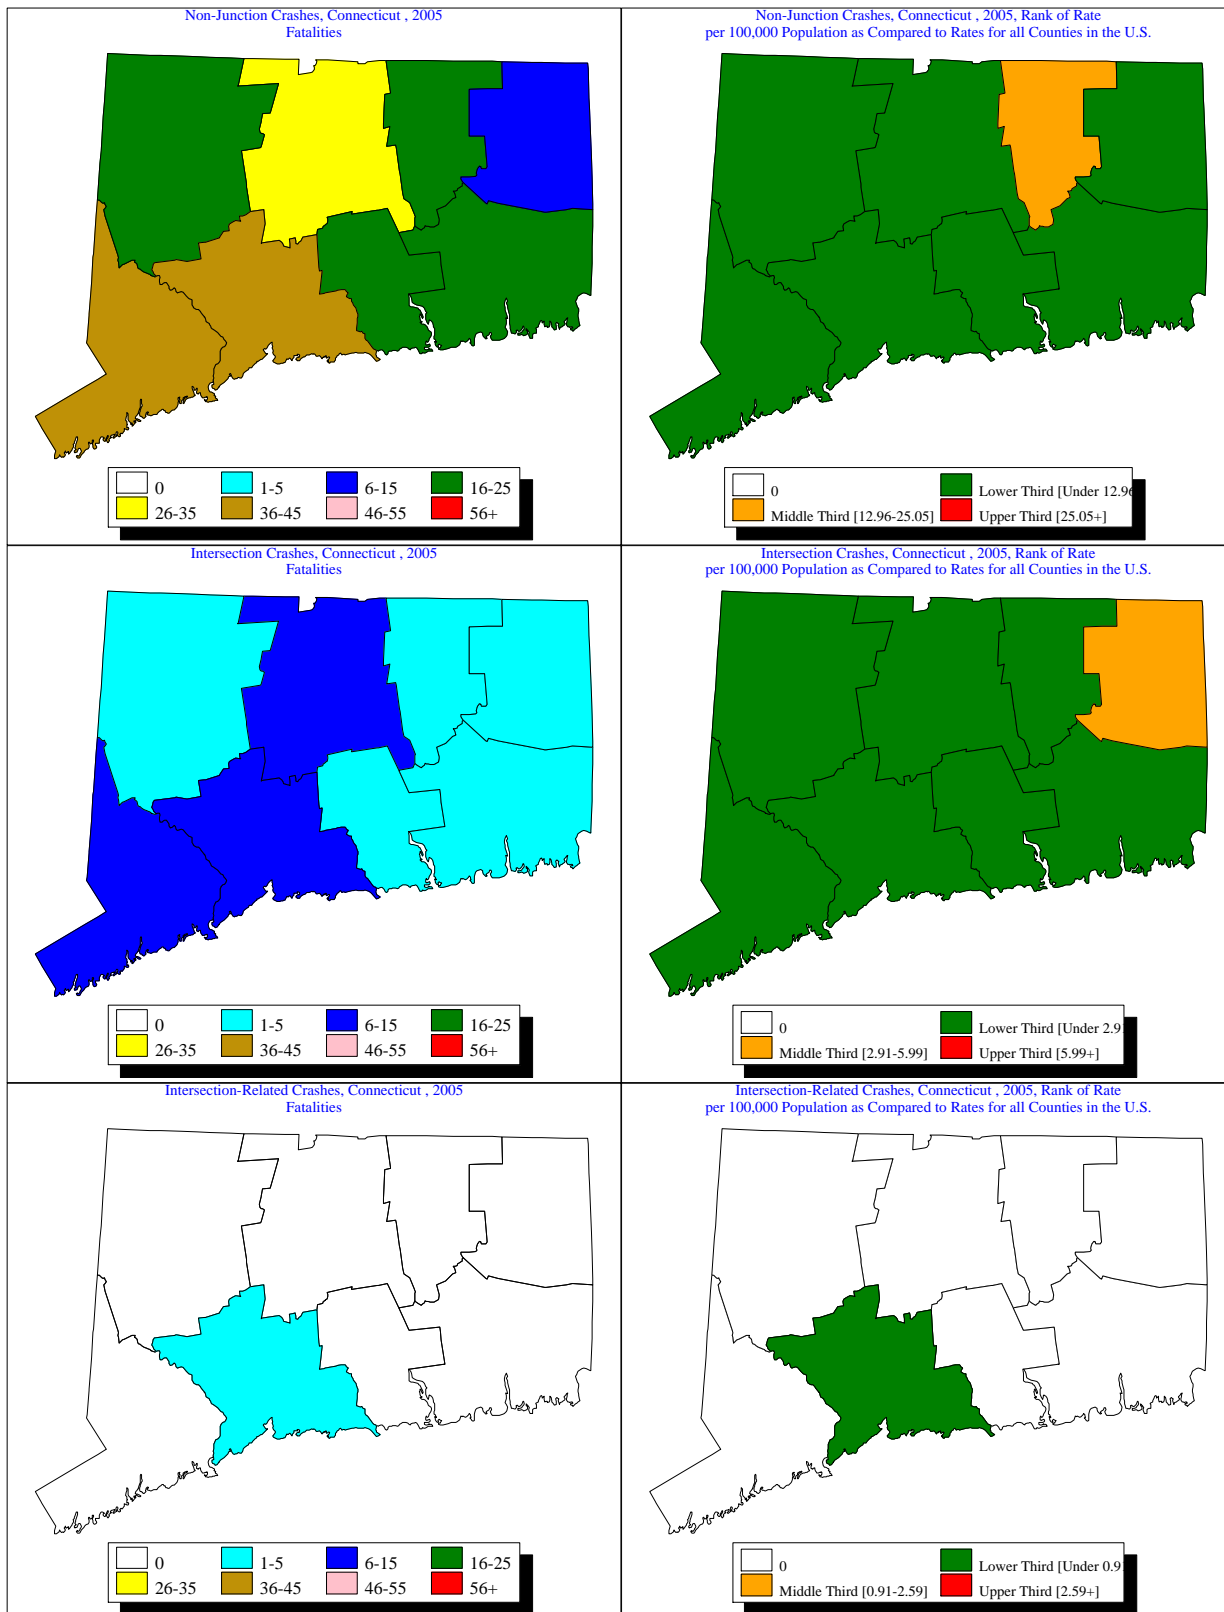 Non-Junction Crashes, Connecticut , 2005
Fatalities
0 1-5 6-15 16-25
26-35 36-45 46-55 56+
Non-Junction Crashes, Connecticut , 2005, Rank of Rate
per 100,000 Population as Compared to Rates for all Counties in the U.S.
0 Lower Third [Under 12.96
Middle Third [12.96-25.05] Upper Third [25.05+]
Intersection Crashes, Connecticut , 2005
Fatalities
0 1-5 6-15 16-25
26-35 36-45 46-55 56+
Intersection Crashes, Connecticut , 2005, Rank of Rate
per 100,000 Population as Compared to Rates for all Counties in the U.S.
0 Lower Third [Under 2.91
Middle Third [2.91-5.99] Upper Third [5.99+]
Intersection-Related Crashes, Connecticut , 2005
Fatalities
0 1-5 6-15 16-25
26-35 36-45 46-55 56+
Intersection-Related Crashes, Connecticut , 2005, Rank of Rate
per 100,000 Population as Compared to Rates for all Counties in the U.S.
0 Lower Third [Under 0.91
Middle Third [0.91-2.59] Upper Third [2.59+]